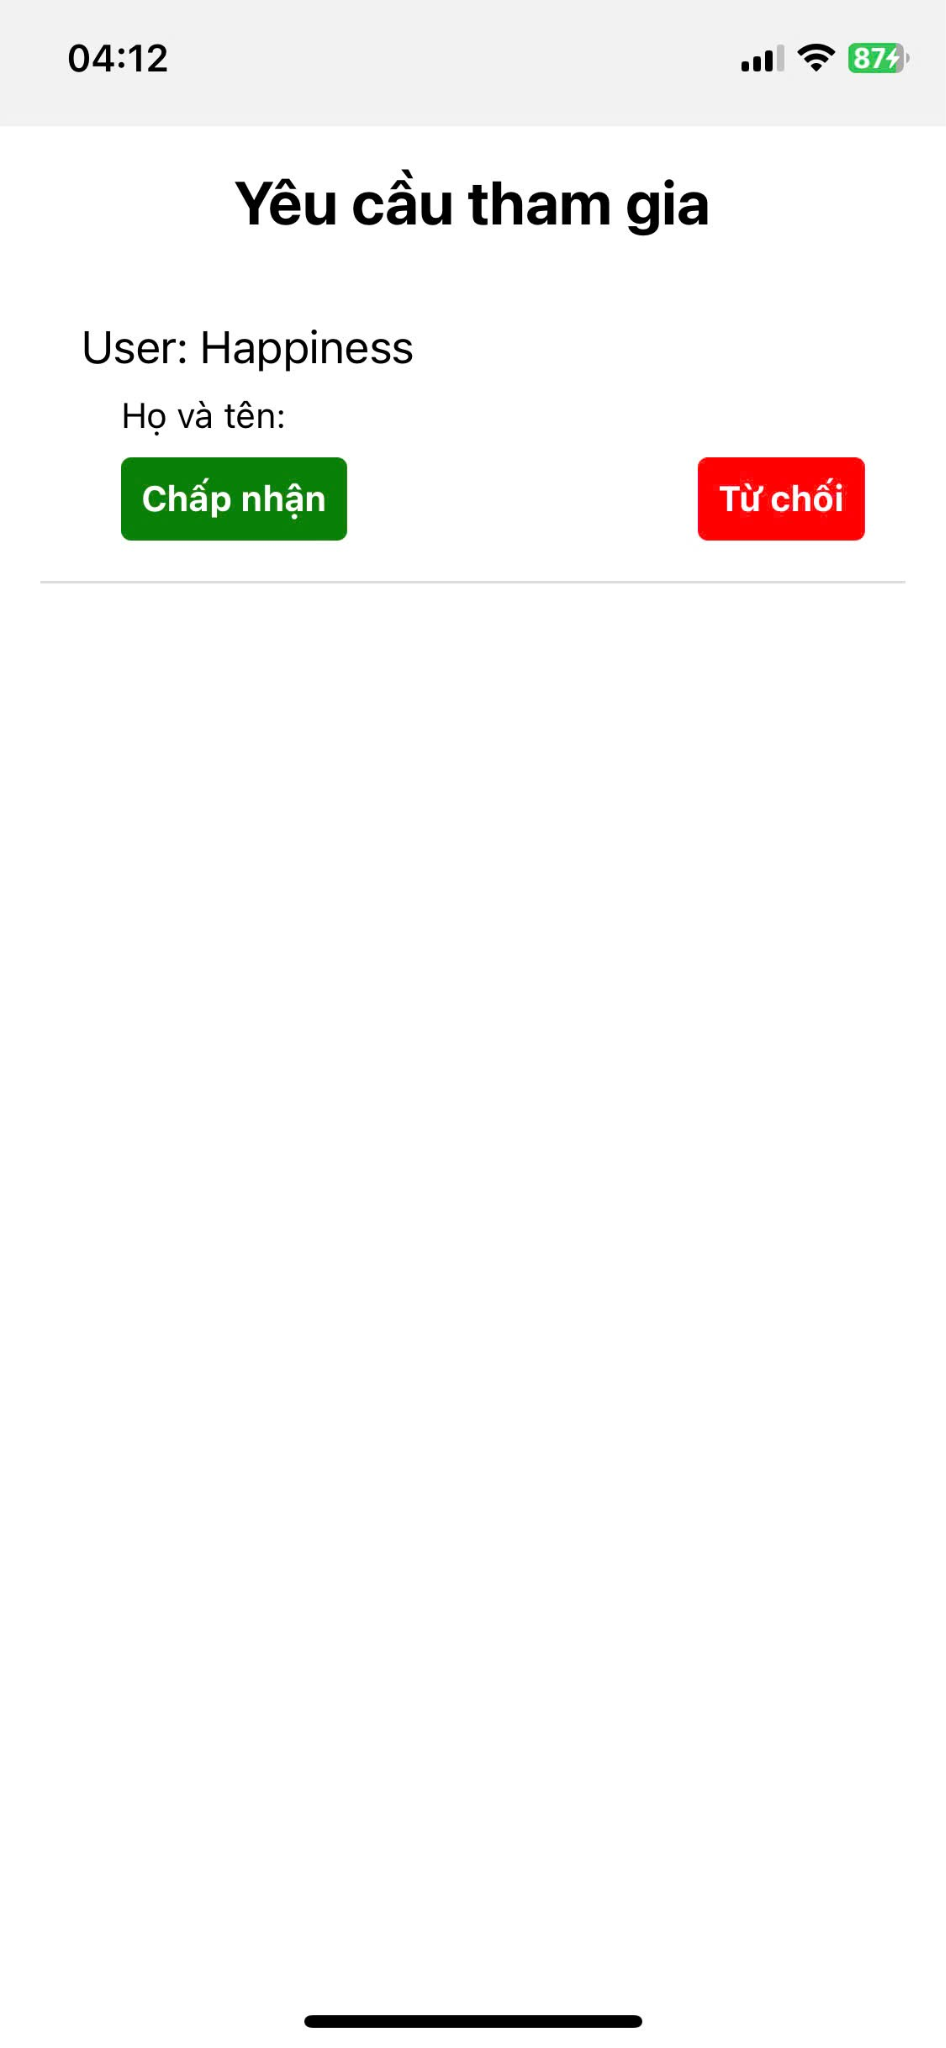 04:12
87
Yêu cầu tham gia
User: Happiness
Họ và tên:
Chấp nhận
Từ chối